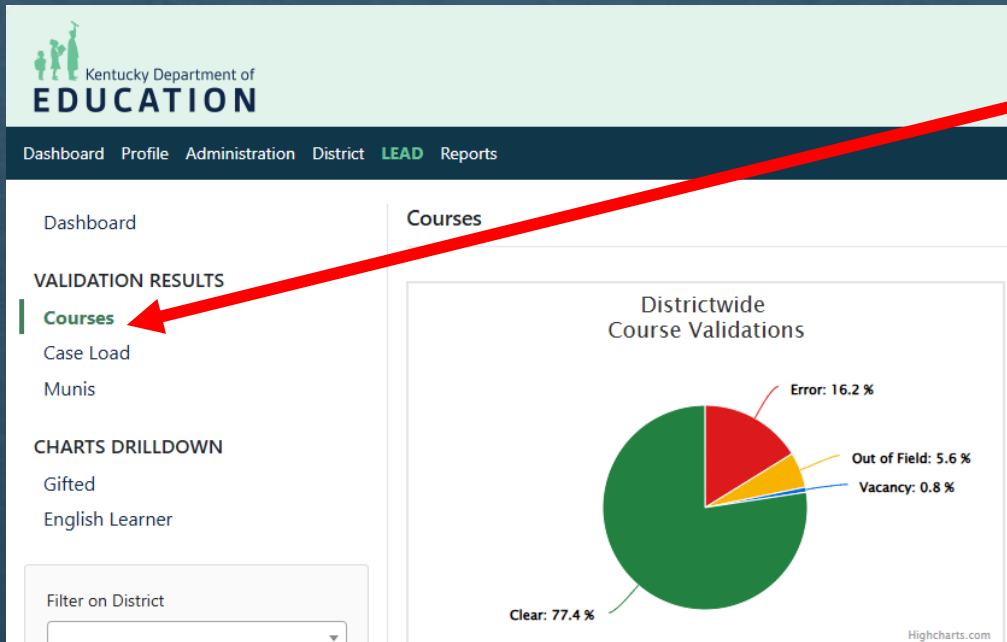 Kentucky Department of
EDUCATION
Dashboard Profile Administration District LEAD Reports
Dashboard
VALIDATION RESULTS
Courses
Case Load
Munis
CHARTS DRILLDOWN
Gifted
English Learner
Filter on District
Courses
Districtwide
Course Validations
Error: 16.2 %
Out of Field: 5.6 %
Vacancy: 0.8 %
Clear: 77.4 %
Highcharts.com